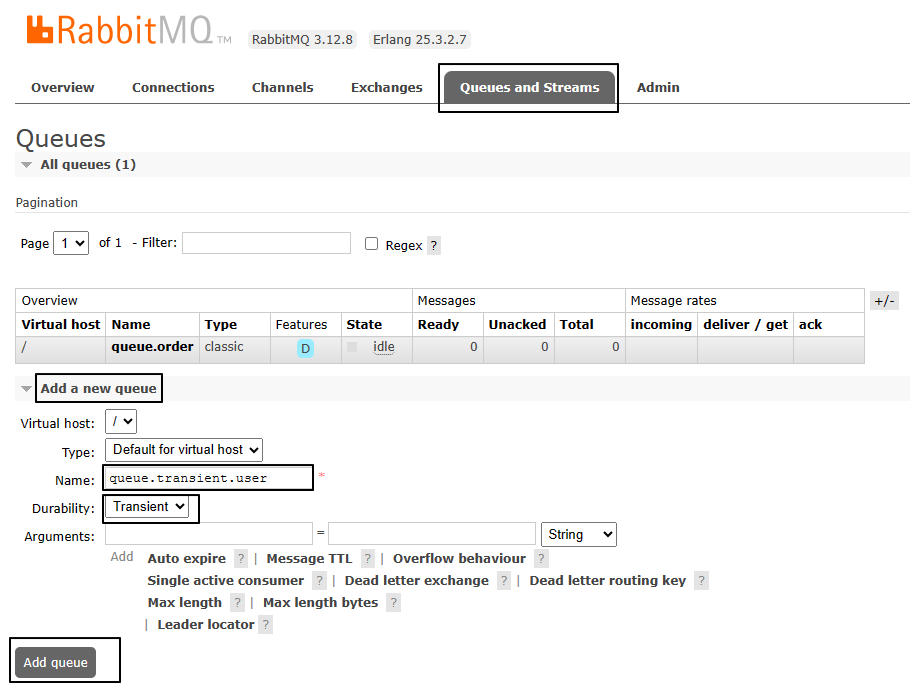 RabbitMQ TM RabbitMQ 3.12.8 Erlang 25.3.2.7
Overview Connections Channels Exchanges Queues and Streams Admin
Queues
All queues (1)
Pagination
Page 1 of 1 - Filter: Regex ?
Overview Messages Message rates +/-
Virtual host Name Type Features State Ready Unacked Total incoming deliver / get ack
/ queue.order classic D idle 0 0 0
Add a new queue
Virtual host: /
Type: Default for virtual host
Name: queue.transient.user *
Durability: Transient
Arguments: = String
Add Auto expire ? | Message TTL ? | Overflow behaviour ?
Single active consumer ? | Dead letter exchange ? | Dead letter routing key ?
Max length ? | Max length bytes ?
| Leader locator ?
Add queue